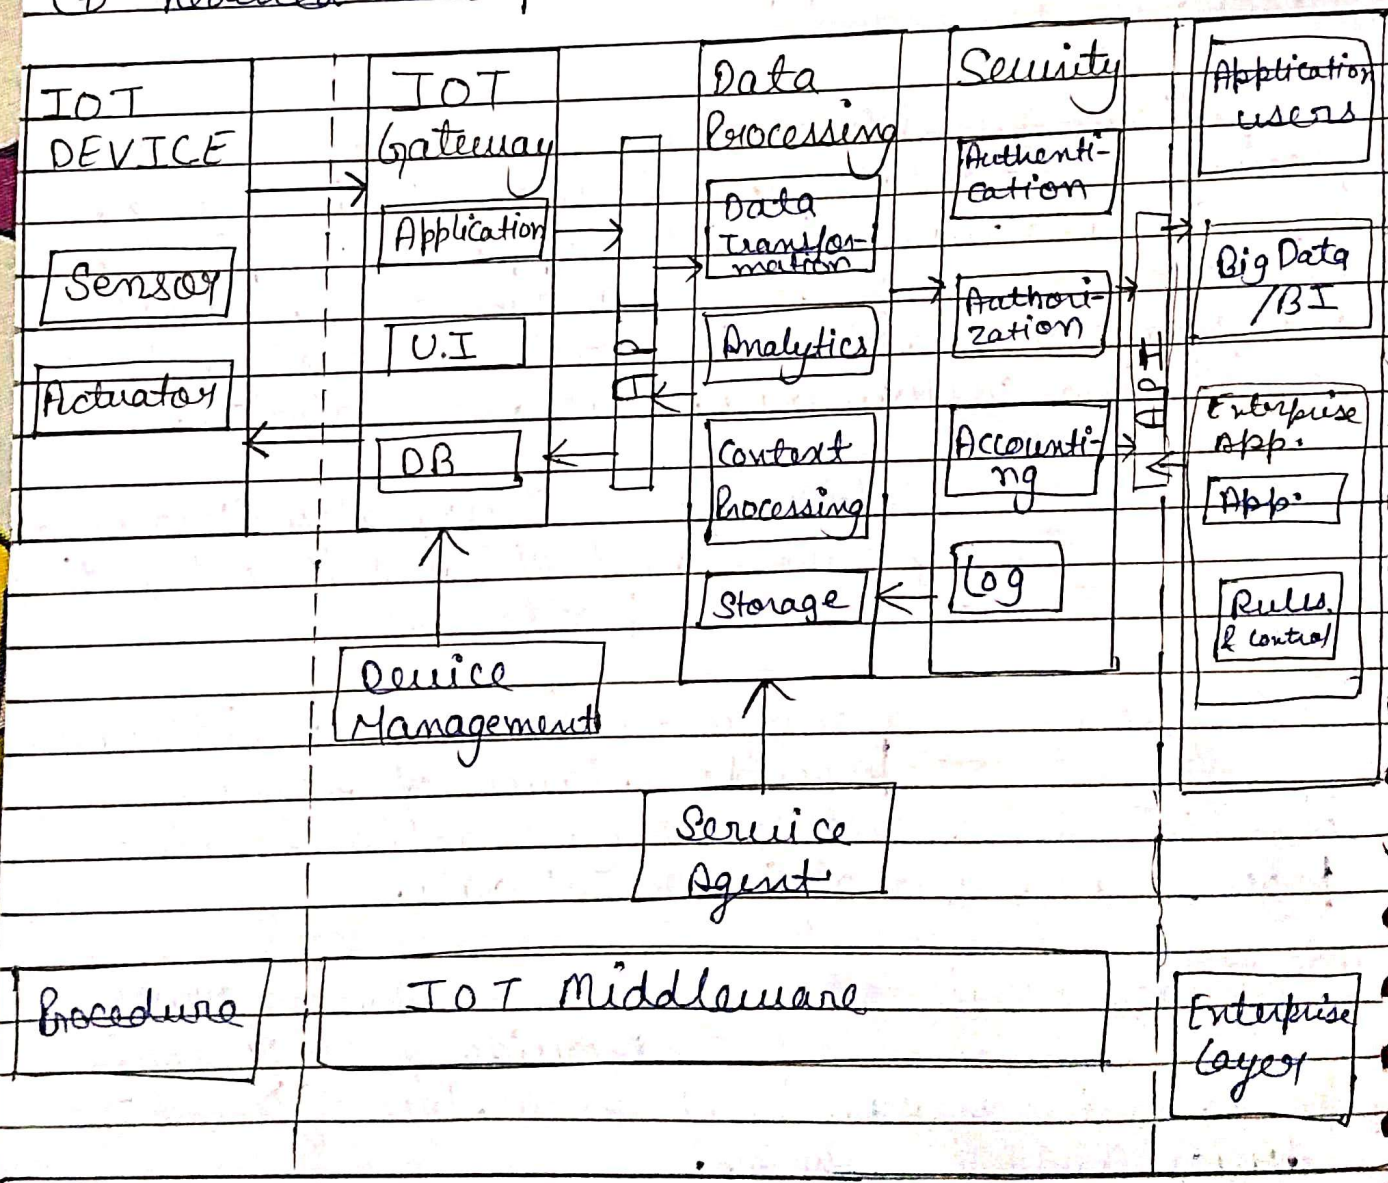 IOT
DEVICE
Sensor
Actuator
IOT
Gateway
Application
U.I
DB
Device
Management
Data
Processing
Data
Transfor-
mation
Analytics
Context
Processing
Storage
Service
Agent
Security
Authenti-
cation
Authori-
zation
Accounti-
ng
Log
API
Application
users
Big Data
/BI
Enterprise
App.
App.
Rules
& Control
Procedure
IOT Middleware
Enterprise
Layer